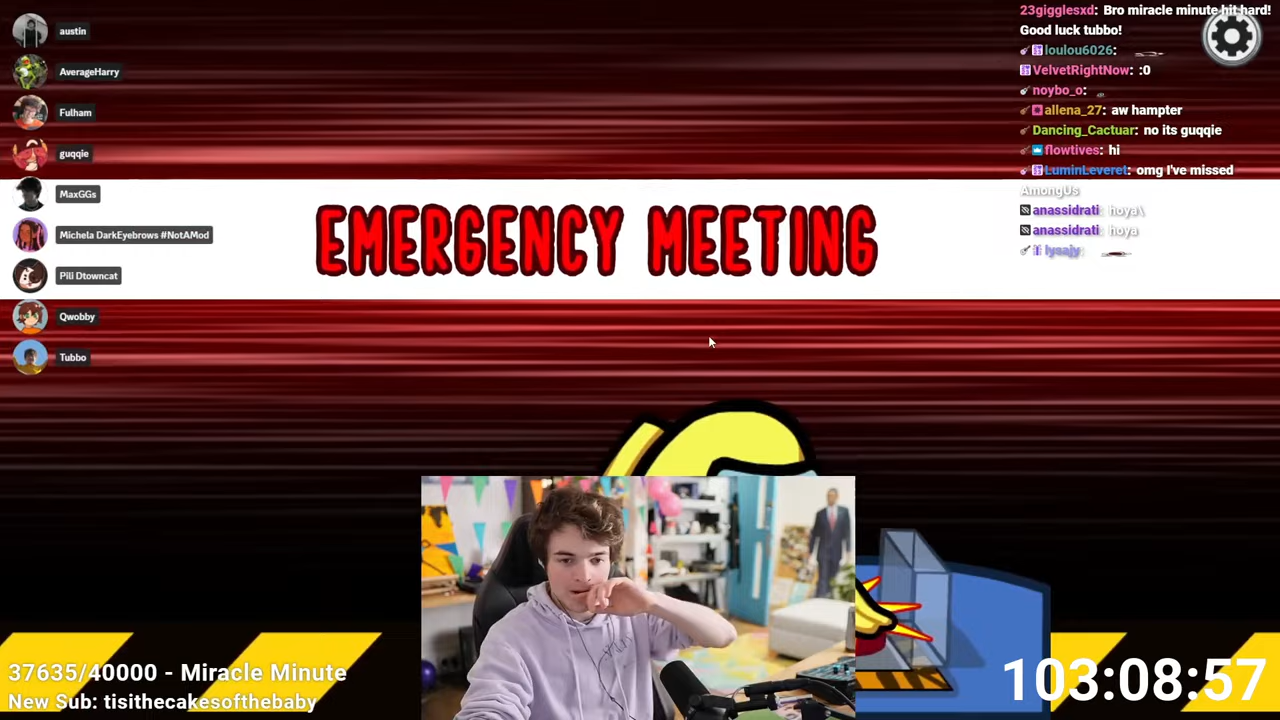 austin
AverageHarry
Fulham
guqqie
MaxGGs
Michela DarkEyebrows #NotAMod
Pili Dtowncat
Qwobby
Tubbo
EMERGENCY MEETING
23gigglesxd: Bro miracle minute hit hard!
Good luck tubbo!
loulou6026:
VelvetRightNow: :0
noybo_o:
allena_27: aw hampter
Dancing_Cactuar: no its guqqie
flowtives: hi
LuminLeveret: omg I've missed
AmongUs
anassidrati: hoya\
anassidrati: hoya
lysajy:
37635/40000 - Miracle Minute
New Sub: tisithecakesofthebaby
103:08:57